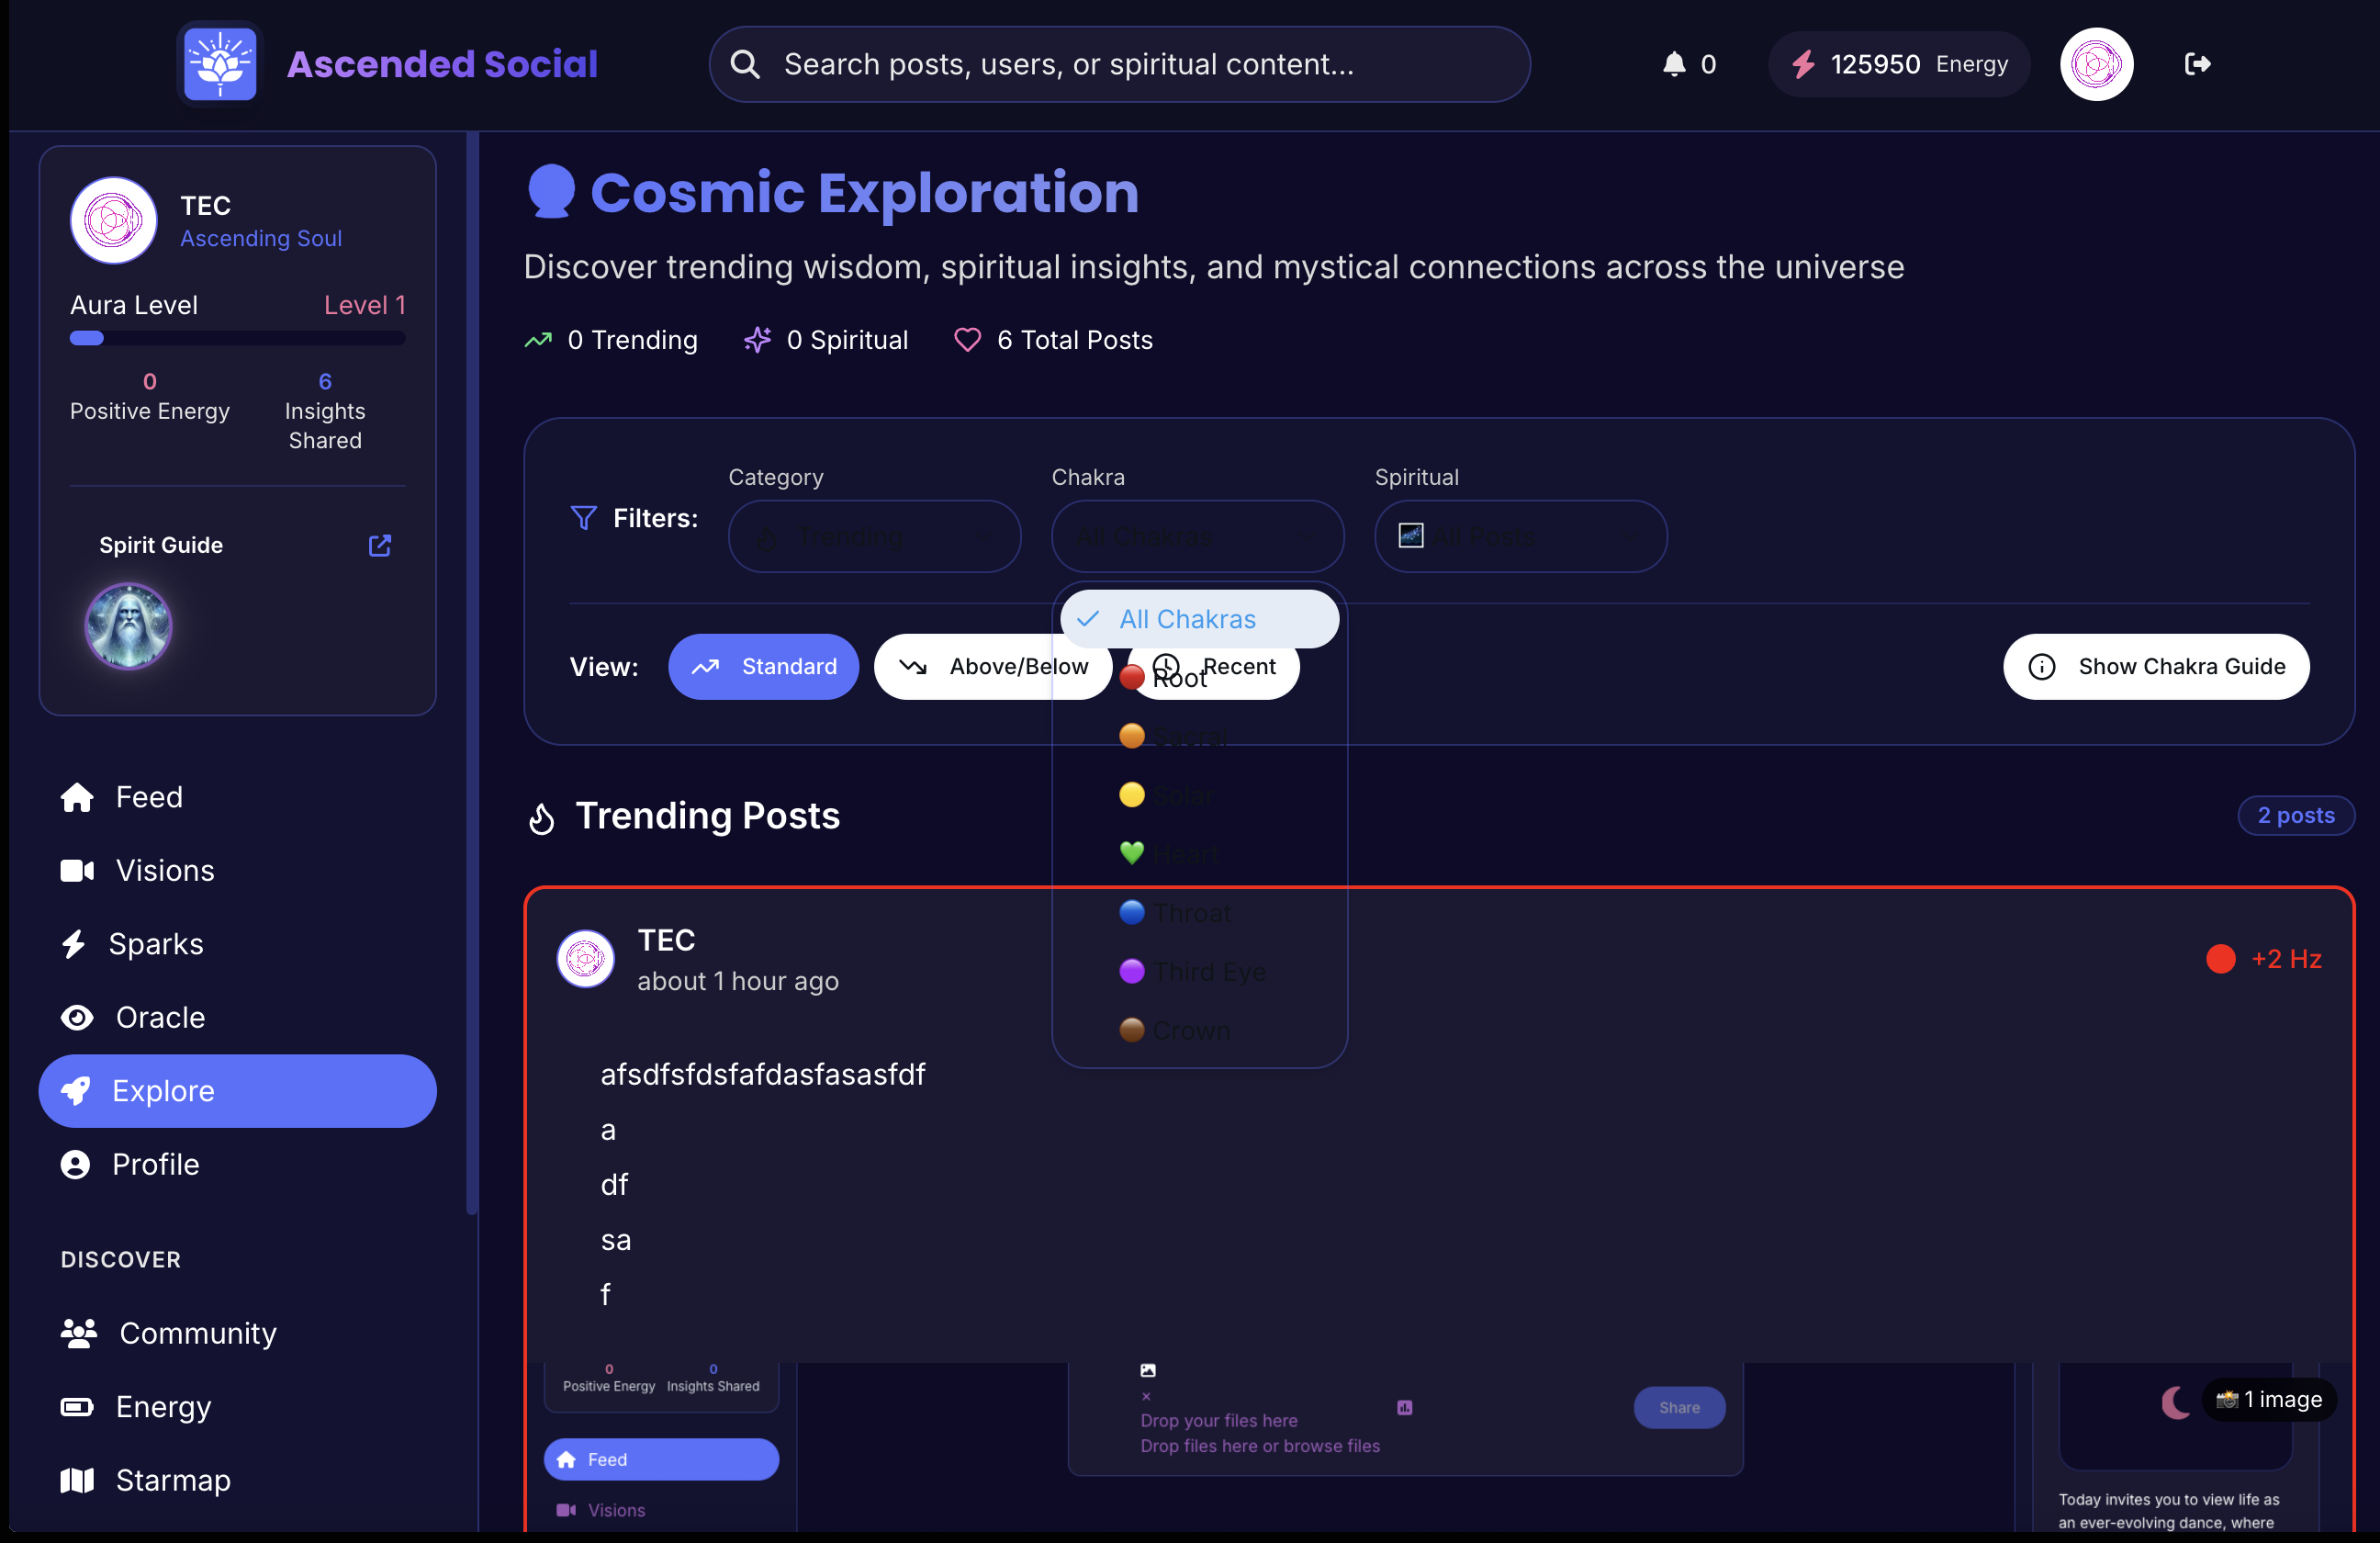 Ascended Social
Search posts, users, or spiritual content...
0
125950 Energy
TEC
Ascending Soul
Aura Level
Level 1
0
Positive Energy
6
Insights
Shared
Spirit Guide
Feed
Visions
Sparks
Oracle
Explore
Profile
DISCOVER
Community
Energy
Starmap
Cosmic Exploration
Discover trending wisdom, spiritual insights, and mystical connections across the universe
0 Trending
0 Spiritual
6 Total Posts
Filters:
Category
Trending
Chakra
All Chakras
Spiritual
All Posts
All Chakras
Root
Sacral
Solar
Heart
Throat
Third Eye
Crown
View:
Standard
Above/Below
Recent
Show Chakra Guide
Trending Posts
2 posts
TEC
about 1 hour ago
+2 Hz
afsdfsfdsfafdasfasasfdf
a
df
sa
f
0
Positive Energy
0
Insights Shared
Feed
Visions
×
Drop your files here
Drop files here or browse files
Share
1 image
Today invites you to view life as
an ever-evolving dance, where